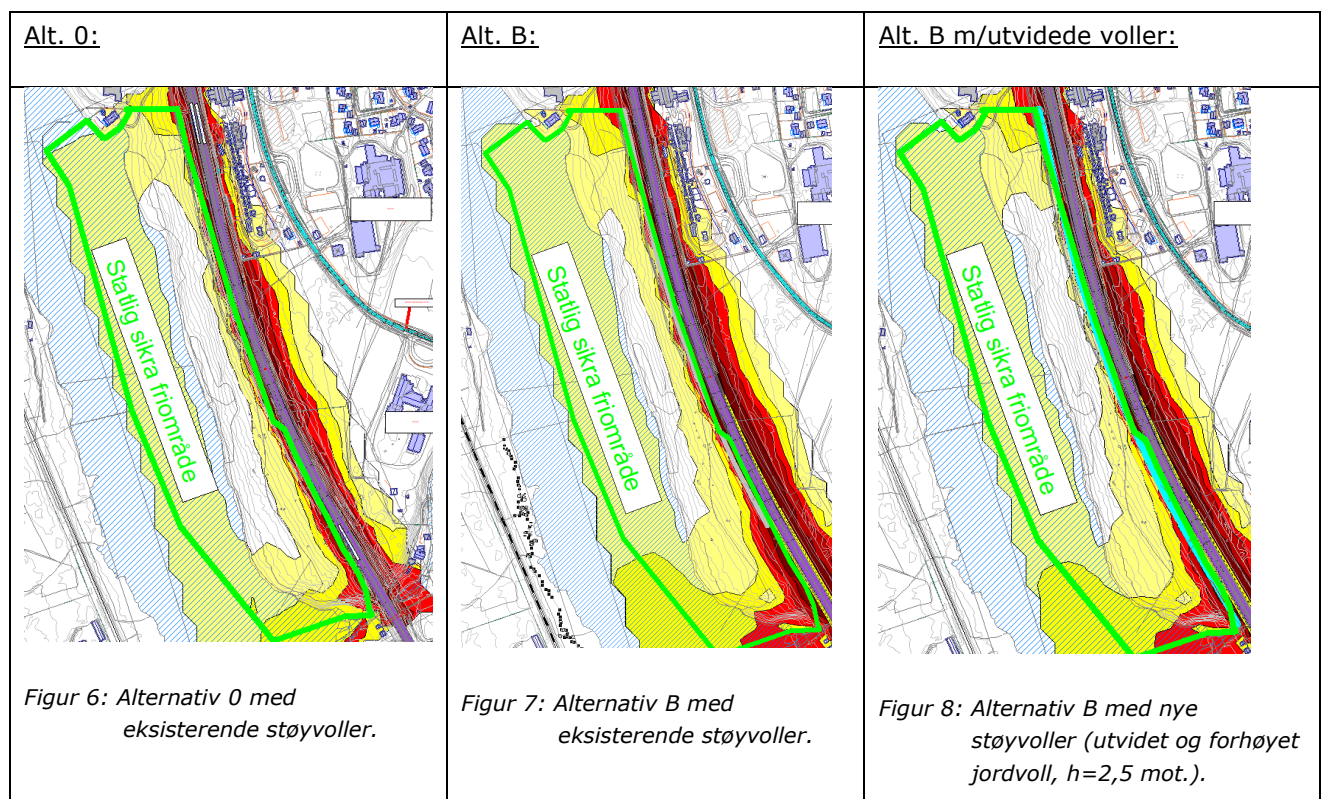 Alt. 0:
Alt. B:
Alt. B m/utvidede voller:
Statlig sikra friområde
Statlig sikra friområde
Statlig sikra friområde
Figur 6: Alternativ 0 med
eksisterende støyvoller.
Figur 7: Alternativ B med
eksisterende støyvoller.
Figur 8: Alternativ B med nye
støyvoller (utvidet og forhøyet
jordvoll, h=2,5 mot.).